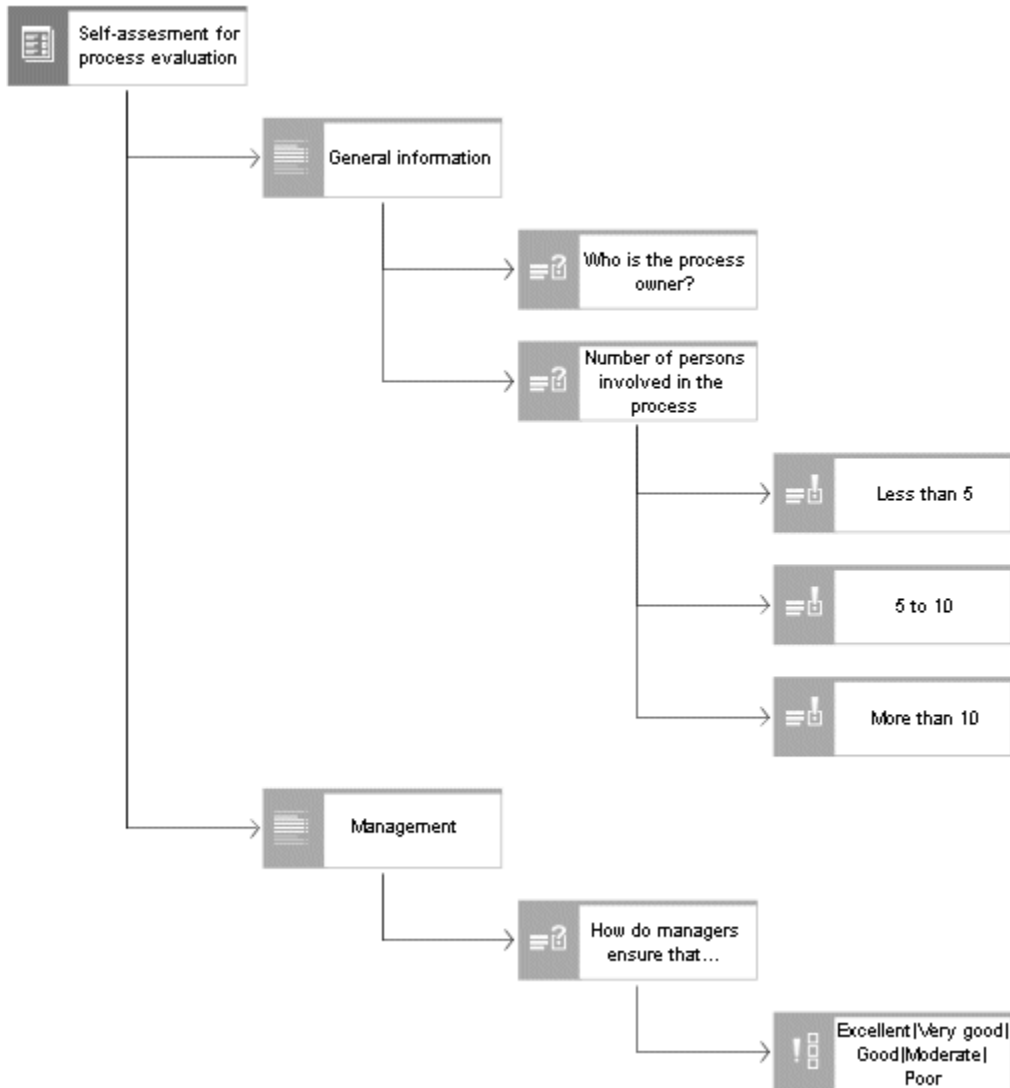 Self-assesment for
process evaluation
General information
Who is the process
owner?
Number of persons
involved in the
process
Less than 5
5 to 10
More than 10
Management
How do managers
ensure that...
Excellent|Very good|
Good|Moderate|
Poor